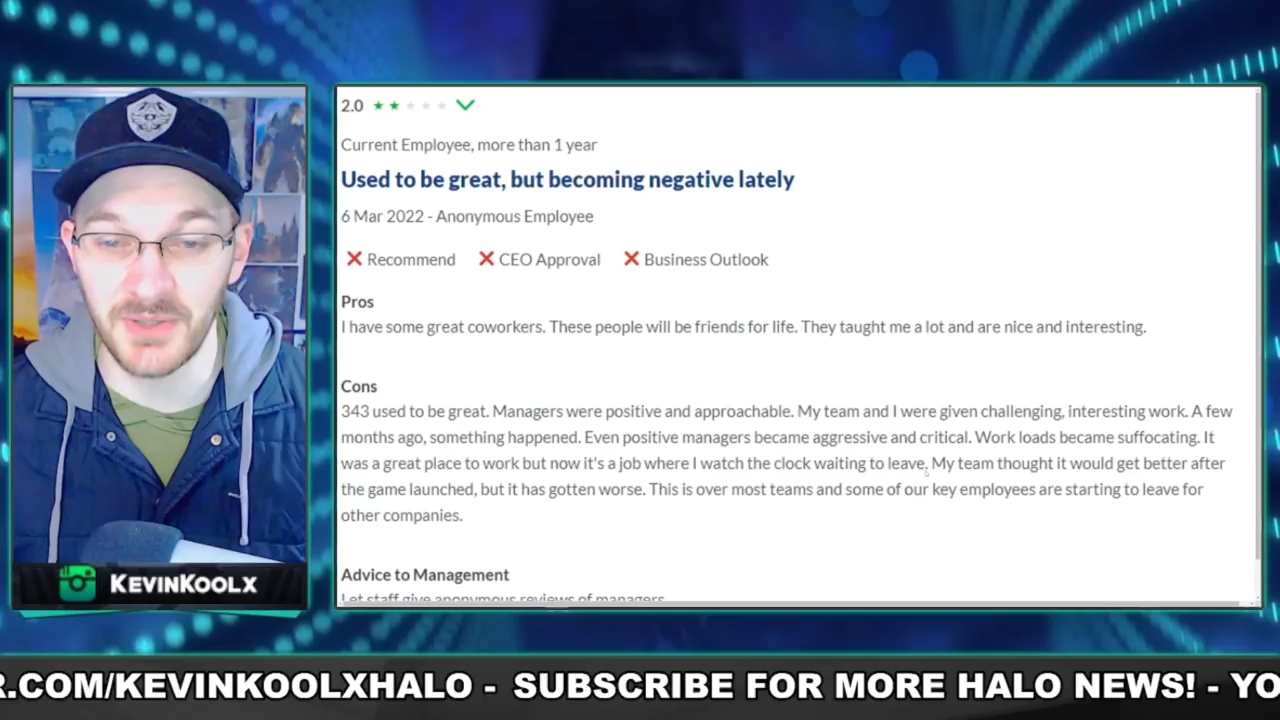 2.0
Current Employee, more than 1 year
Used to be great, but becoming negative lately
6 Mar 2022 - Anonymous Employee
Recommend CEO Approval Business Outlook
Pros
I have some great coworkers. These people will be friends for life. They taught me a lot and are nice and interesting.
Cons
343 used to be great. Managers were positive and approachable. My team and I were given challenging, interesting work. A few
months ago, something happened. Even positive managers became aggressive and critical. Work loads became suffocating. It
was a great place to work but now it's a job where I watch the clock waiting to leave. My team thought it would get better after
the game launched, but it has gotten worse. This is over most teams and some of our key employees are starting to leave for
other companies.
Advice to Management
Let staff give anonymous reviews of managers
KEVINKOOLX
R.COM/KEVINKOOLXHALO - SUBSCRIBE FOR MORE HALO NEWS! - YO